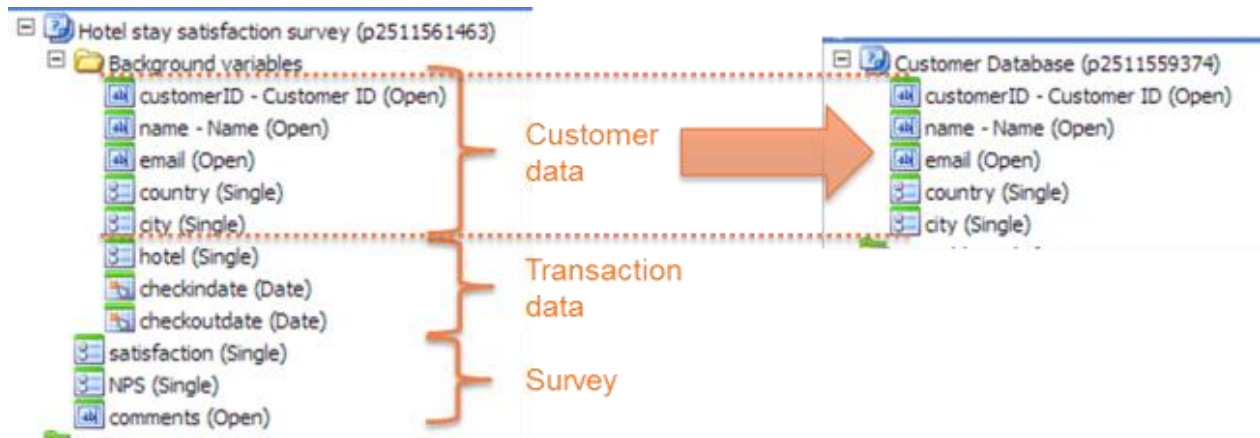 Hotel stay satisfaction survey (p2511561463)
Background variables
customerID - Customer ID (Open)
name - Name (Open)
email (Open)
country (Single)
city (Single)
hotel (Single)
checkindate (Date)
checkoutdate (Date)
satisfaction (Single)
NPS (Single)
comments (Open)
Customer
data
Transaction
data
Survey
Customer Database (p2511559374)
customerID - Customer ID (Open)
name - Name (Open)
email (Open)
country (Single)
city (Single)